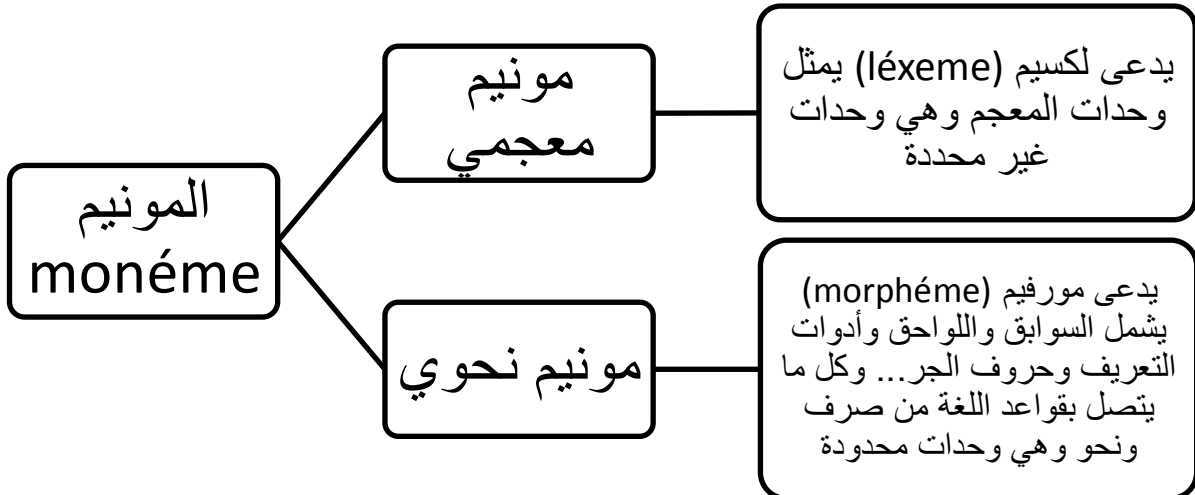 المونيم
monéme
مونيم
معجمي
يدعى لكسيم (léxeme) يمثل
وحدات المعجم وهي وحدات
غير محددة
مونيم نحوي
يدعى مورفيم (morphéme)
يشمل السوابق واللواحق وأدوات
التعريف وحروف الجر... وكل ما
يتصل بقواعد اللغة من صرف
ونحو وهي وحدات محدودة